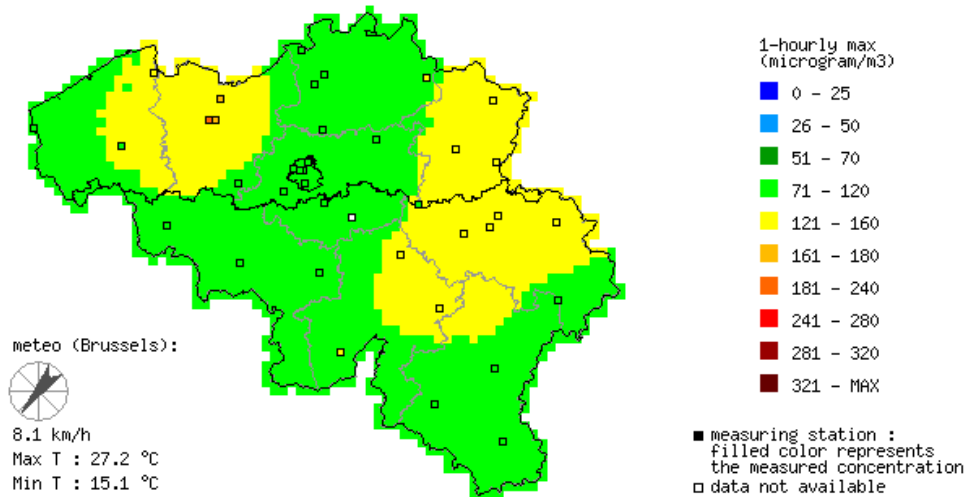 1-hourly max
(microgram/m3)
0 - 25
26 - 50
51 - 70
71 - 120
121 - 160
161 - 180
181 - 240
241 - 280
281 - 320
321 - MAX
meteo (Brussels):
8.1 km/h
Max T : 27.2 °C
Min T : 15.1 °C
measuring station :
filled color represents
the measured concentration
data not available